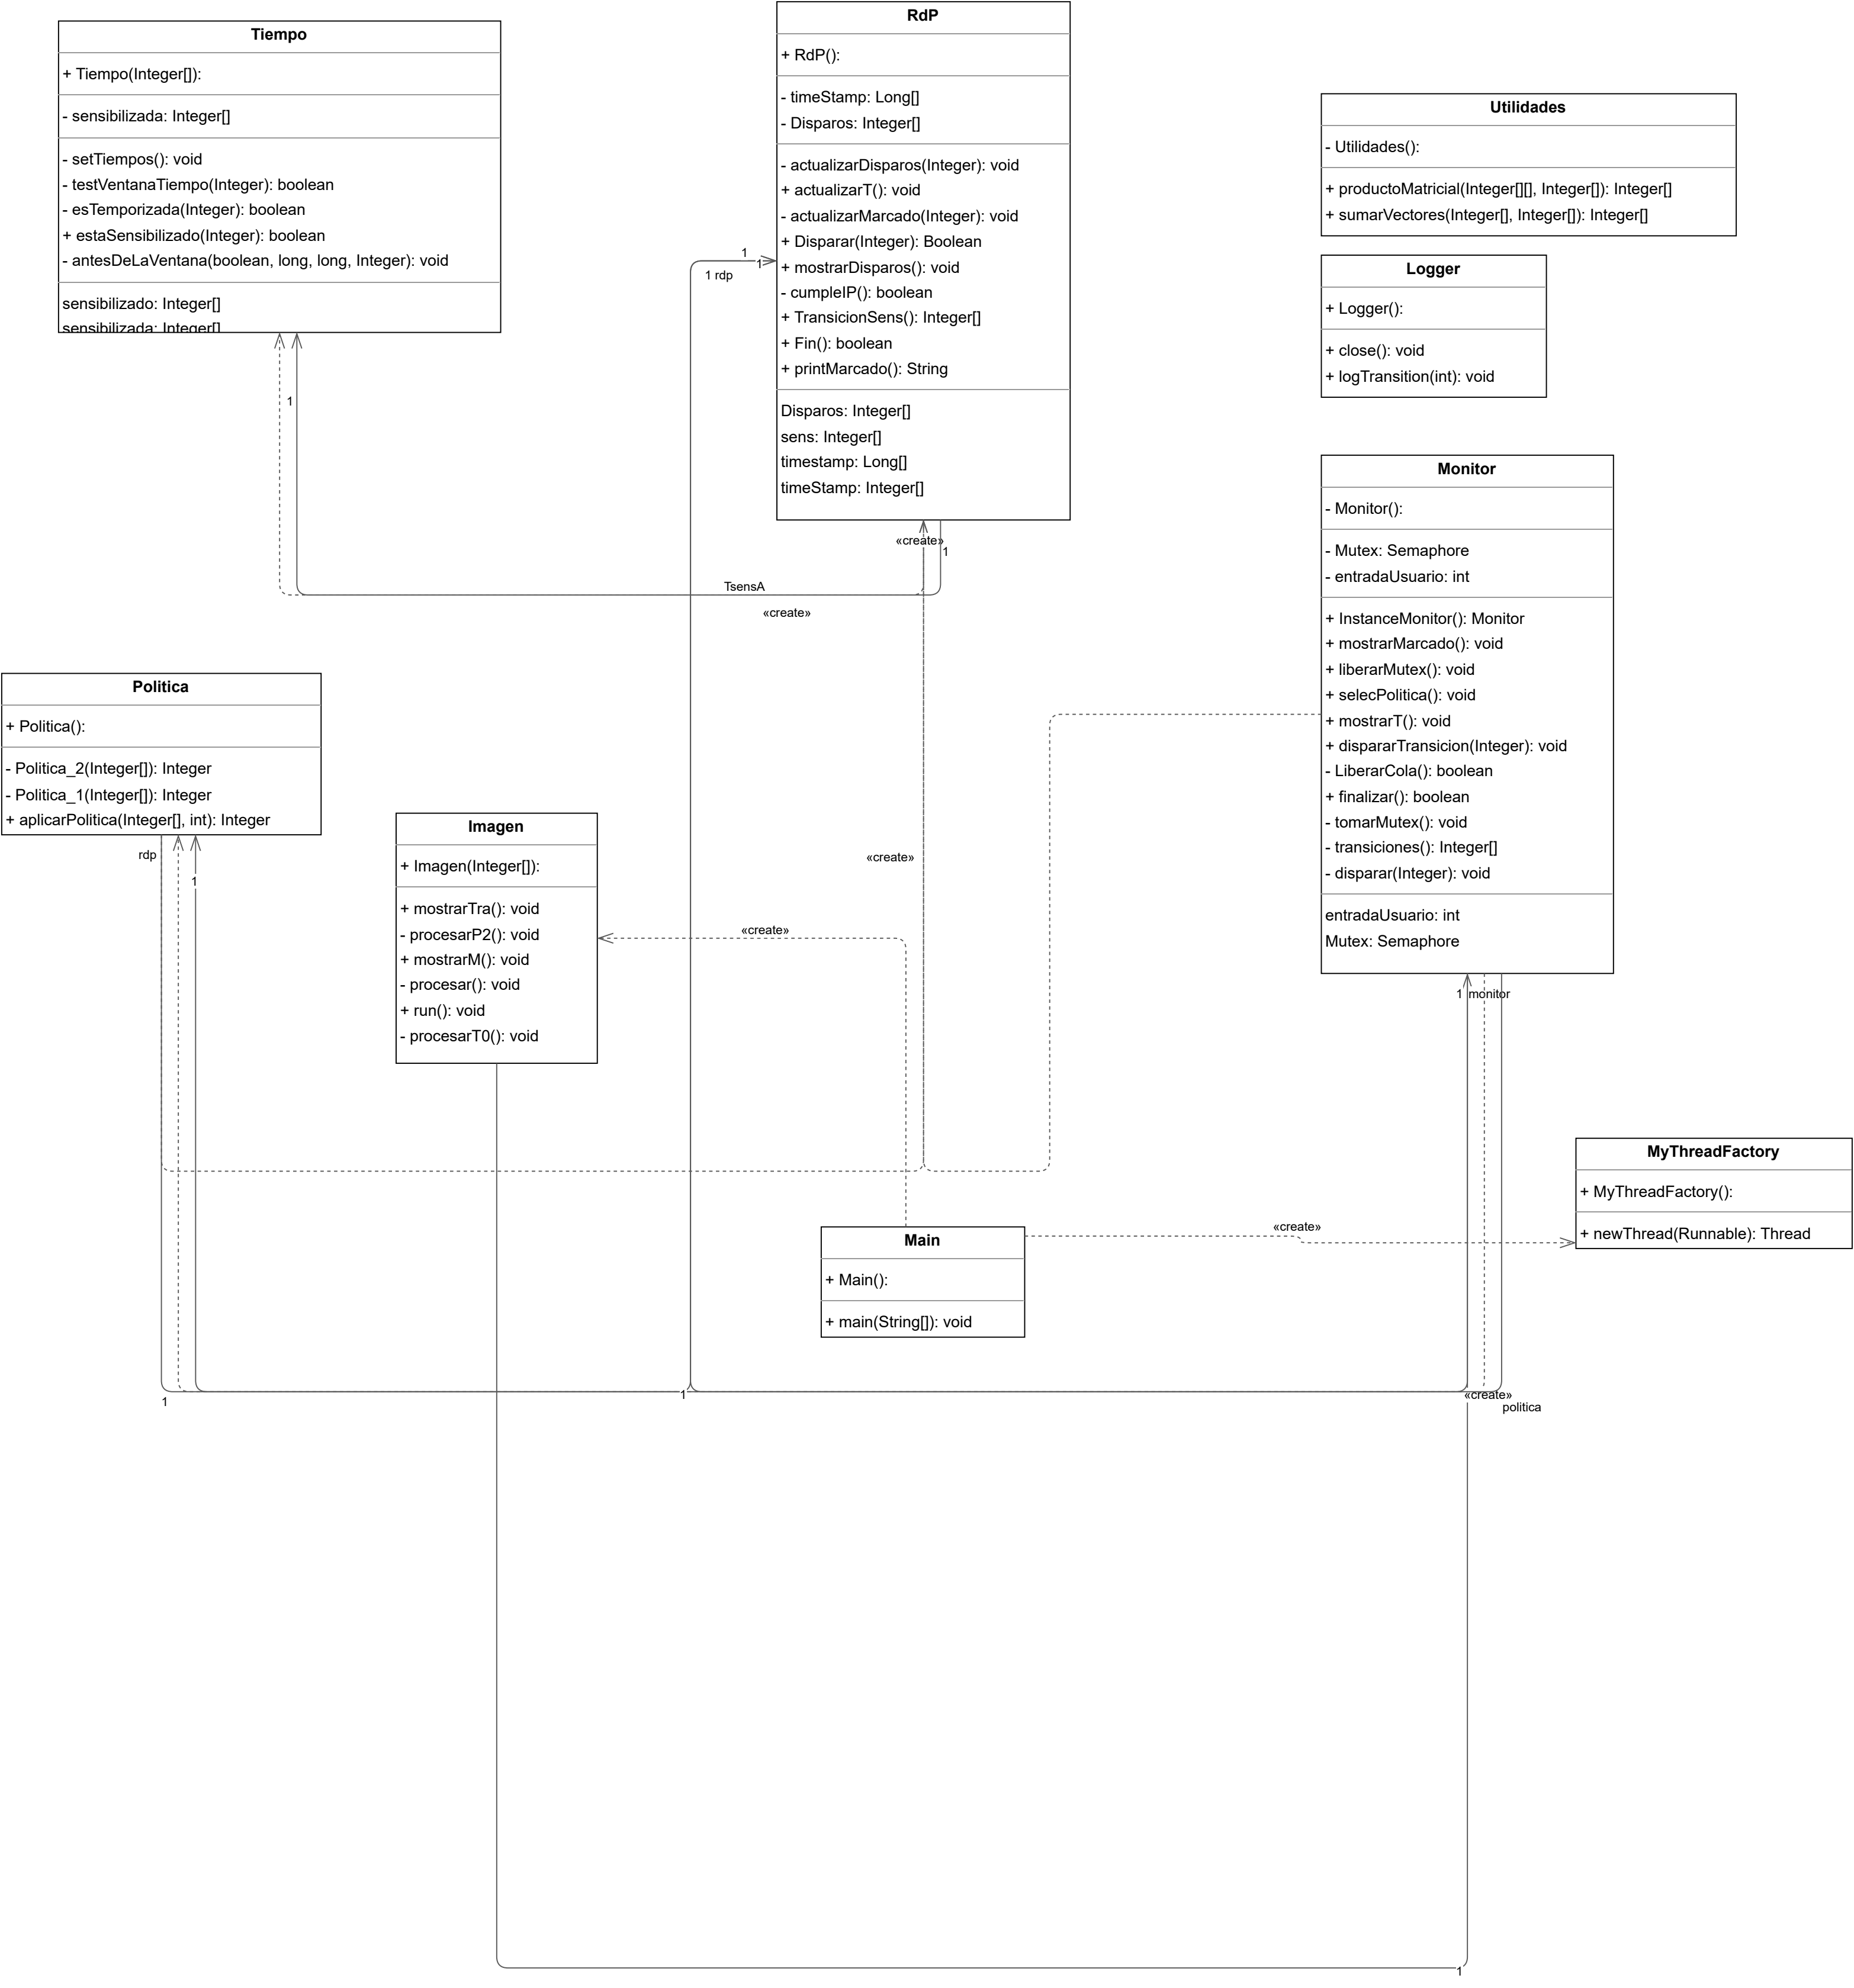 Tiempo
+ Tiempo(Integer[]):
- sensibilizada: Integer[]
- setTiempos(): void
- testVentanaTiempo(Integer): boolean
- esTemporizada(Integer): boolean
+ estaSensibilizado(Integer): boolean
- antesDeLaVentana(boolean, long, long, Integer): void
sensibilizado: Integer[]
sensibilizada: Integer[]
RdP
+ RdP():
- timeStamp: Long[]
- Disparos: Integer[]
- actualizarDisparos(Integer): void
+ actualizarT(): void
- actualizarMarcado(Integer): void
+ Disparar(Integer): Boolean
+ mostrarDisparos(): void
- cumpleIP(): boolean
+ TransicionSens(): Integer[]
+ Fin(): boolean
+ printMarcado(): String
Disparos: Integer[]
sens: Integer[]
timestamp: Long[]
timeStamp: Integer[]
Utilidades
- Utilidades():
+ productoMatricial(Integer[][], Integer[]): Integer[]
+ sumarVectores(Integer[], Integer[]): Integer[]
Logger
+ Logger():
+ close(): void
+ logTransition(int): void
1
1
1 rdp
1
«create»
1
TsensA
«create»
Monitor
- Monitor():
- Mutex: Semaphore
- entradaUsuario: int
+ InstanceMonitor(): Monitor
+ mostrarMarcado(): void
+ liberarMutex(): void
+ selecPolitica(): void
+ mostrarT(): void
+ dispararTransicion(Integer): void
- LiberarCola(): boolean
+ finalizar(): boolean
- tomarMutex(): void
- transiciones(): Integer[]
- disparar(Integer): void
entradaUsuario: int
Mutex: Semaphore
Politica
+ Politica():
- Politica_2(Integer[]): Integer
- Politica_1(Integer[]): Integer
+ aplicarPolitica(Integer[], int): Integer
rdp
1
Imagen
+ Imagen(Integer[]):
+ mostrarTra(): void
- procesarP2(): void
+ mostrarM(): void
- procesar(): void
+ run(): void
- procesarT0(): void
«create»
«create»
1 monitor
MyThreadFactory
+ MyThreadFactory():
+ newThread(Runnable): Thread
«create»
Main
+ Main():
+ main(String[]): void
1
1
«create»
politica
1